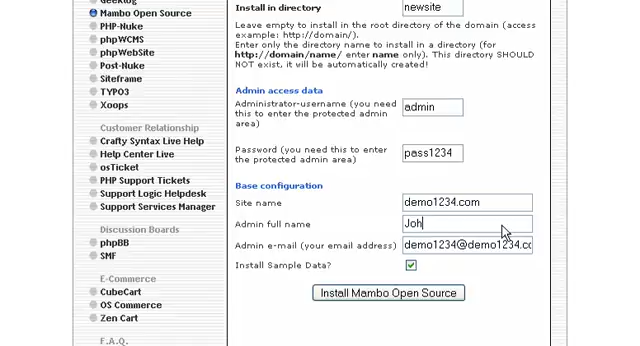 Geeklog
Mambo Open Source
PHP-Nuke
phpWCMS
phpWebSite
Post-Nuke
Siteframe
TYPO3
Xoops
Customer Relationship
Crafty Syntax Live Help
Help Center Live
osTicket
PHP Support Tickets
Support Logic Helpdesk
Support Services Manager
Discussion Boards
phpBB
SMF
E-Commerce
CubeCart
OS Commerce
Zen Cart
F.A.Q.
Install in directory
newsite
Leave empty to install in the root directory of the domain (access
example: http://domain/).
Enter only the directory name to install in a directory (for
http://domain/name/ enter name only). This directory SHOULD
NOT exist, it will be automatically created!
Admin access data
Administrator-username (you need
this to enter the protected admin
area)
admin
Password (you need this to enter
the protected admin area)
pass1234
Base configuration
Site name
demo1234.com
Admin full name
Joh
Admin e-mail (your email address)
demo1234@demo1234.co
Install Sample Data?
Install Mambo Open Source